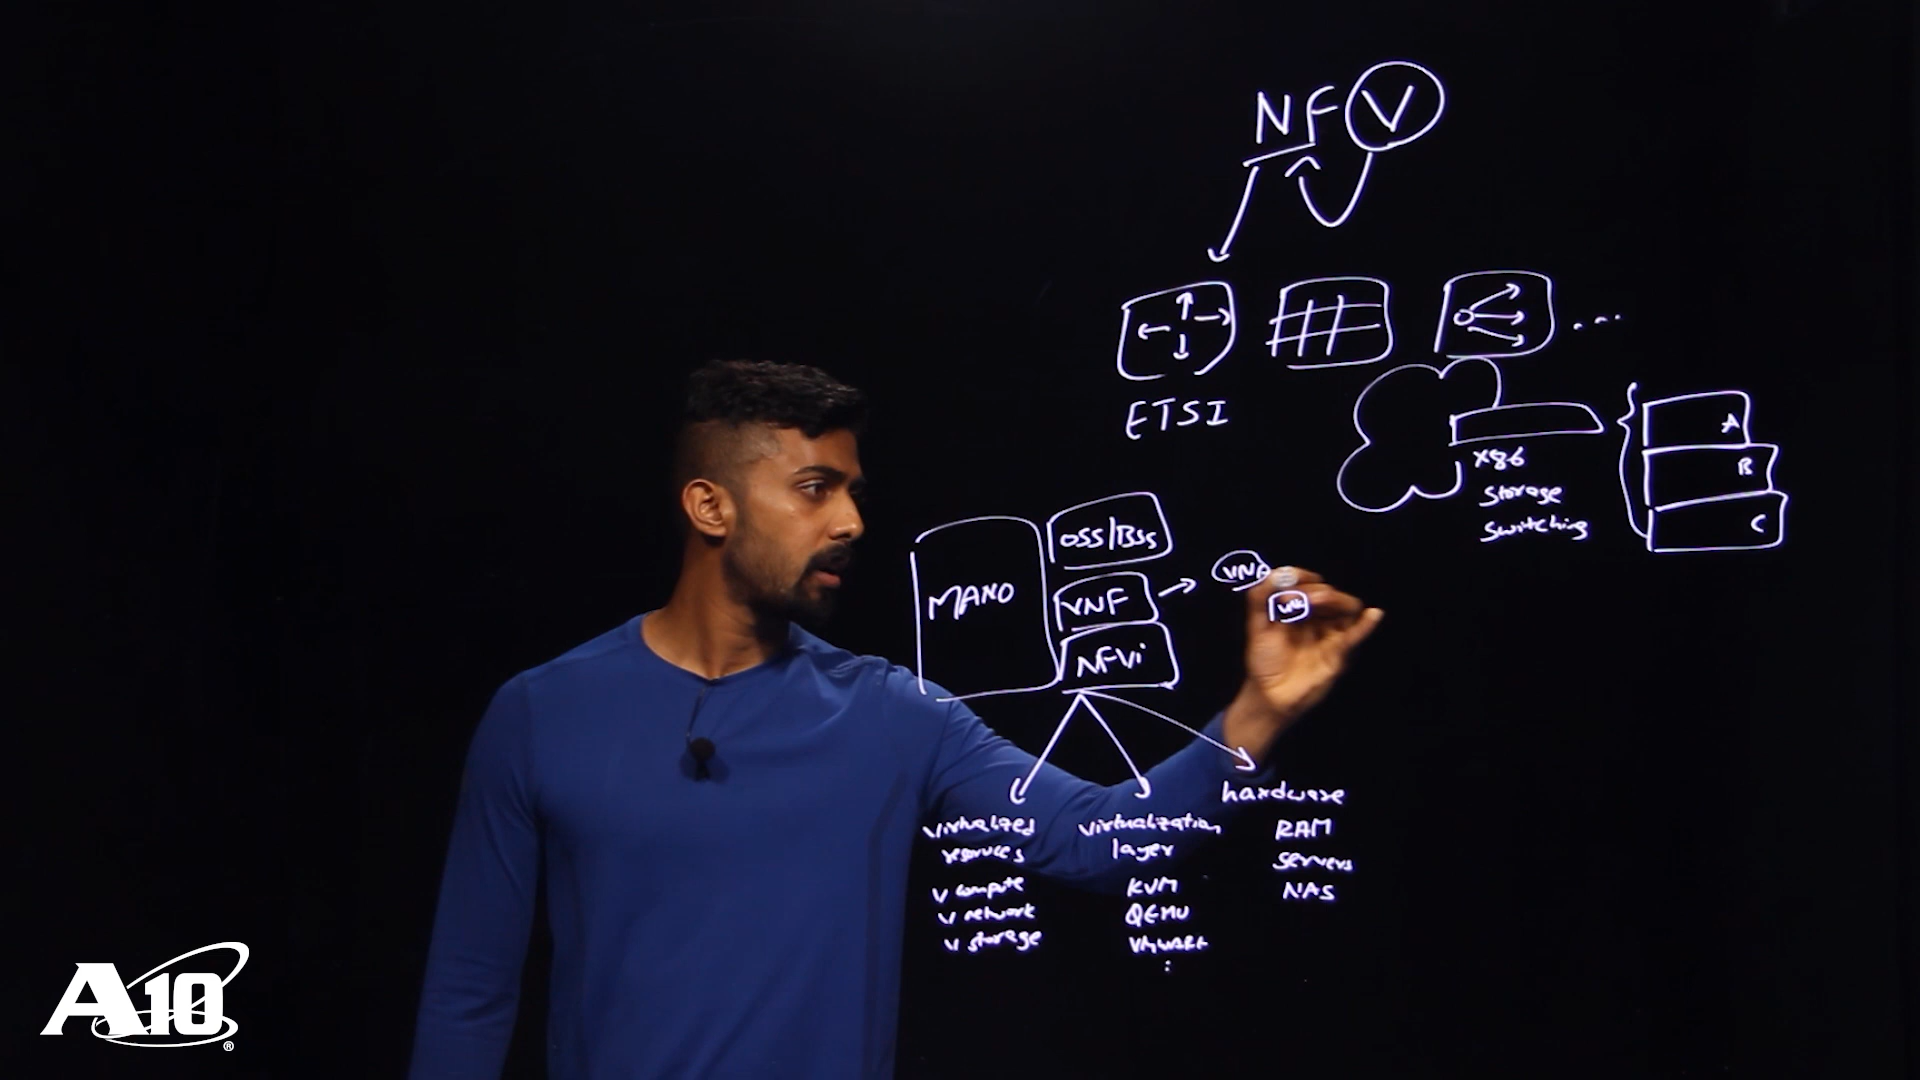 NFV
ETSI
x86
Storage
Switching
A
B
C
MANO
OSS/BSS
VNF
NFVi
virtualized
resources
V compute
V network
V storage
virtualization
layer
KVM
QEMU
VMWARE
:
hardware
RAM
servers
NAS
A10
®